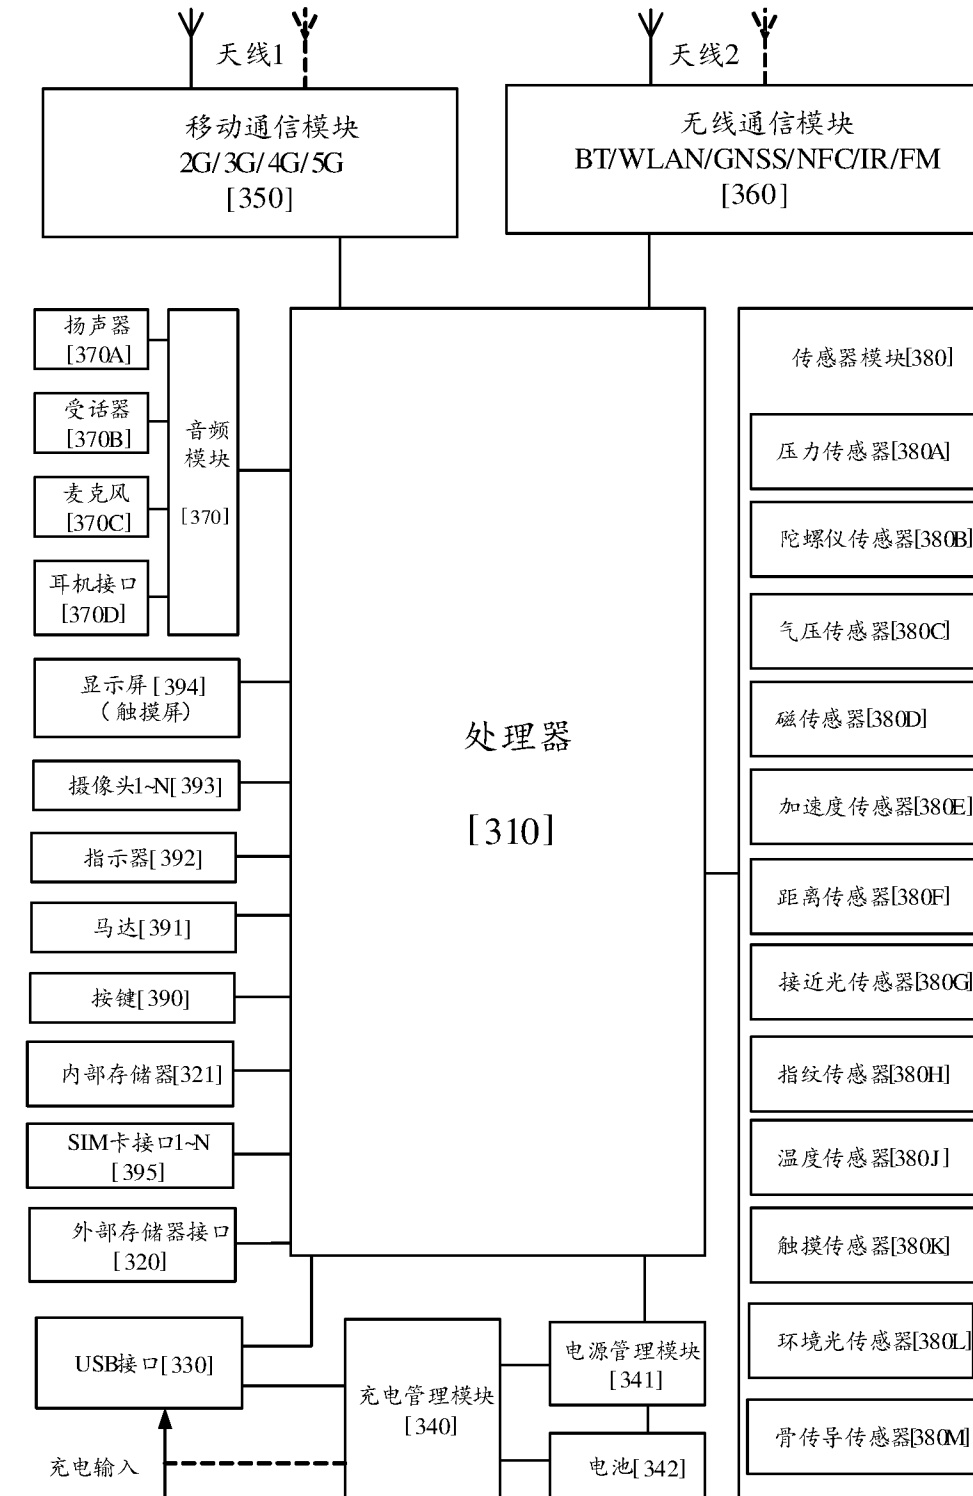 天线1
天线2
移动通信模块
2G/3G/4G/5G
[350]
无线通信模块
BT/WLAN/GNSS/NFC/IR/FM
[360]
扬声器
[370A]
受话器
[370B]
麦克风
[370C]
耳机接口
[370D]
音频
模块
[370]
显示屏[394]
(触摸屏)
摄像头1~N[393]
指示器[392]
马达[391]
按键[390]
内部存储器[321]
SIM卡接口1~N
[395]
外部存储器接口
[320]
处理器
[310]
传感器模块[380]
压力传感器[380A]
陀螺仪传感器[380B]
气压传感器[380C]
磁传感器[380D]
加速度传感器[380E]
距离传感器[380F]
接近光传感器[380G]
指纹传感器[380H]
温度传感器[380J]
触摸传感器[380K]
环境光传感器[380L]
骨传导传感器[380M]
USB接口[330]
充电管理模块
[340]
电源管理模块
[341]
电池[342]
充电输入